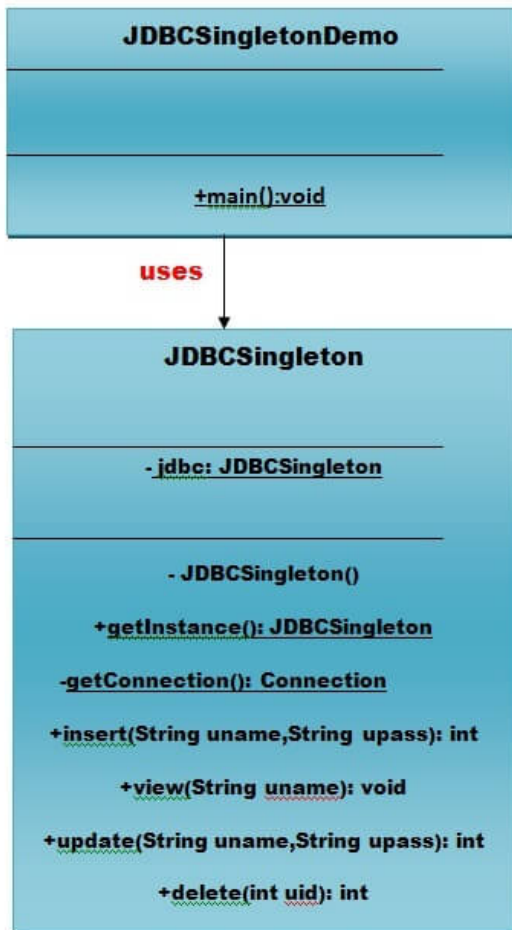 JDBCSingletonDemo
+main():void
uses
JDBCSingleton
- jdbc: JDBCSingleton
- JDBCSingleton()
+getInstance(): JDBCSingleton
-getConnection(): Connection
+insert(String uname,String upass): int
+view(String uname): void
+update(String uname,String upass): int
+delete(int uid): int